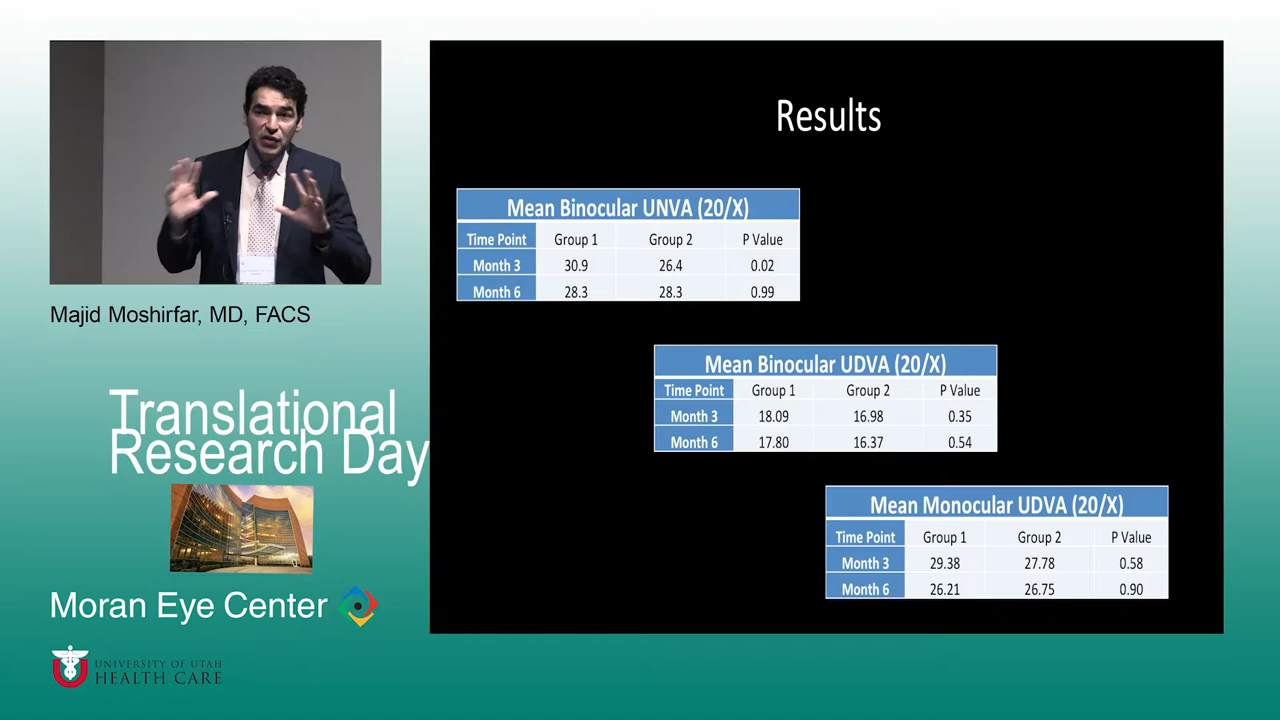 Majid Moshirfar, MD, FACS
Translational
Research Day
Moran Eye Center
UNIVERSITY OF UTAH
HEALTH CARE
Results
Mean Binocular UNVA (20/X)
Time Point Group 1 Group 2 P Value
Month 3 30.9 26.4 0.02
Month 6 28.3 28.3 0.99
Mean Binocular UDVA (20/X)
Time Point Group 1 Group 2 P Value
Month 3 18.09 16.98 0.35
Month 6 17.80 16.37 0.54
Mean Monocular UDVA (20/X)
Time Point Group 1 Group 2 P Value
Month 3 29.38 27.78 0.58
Month 6 26.21 26.75 0.90